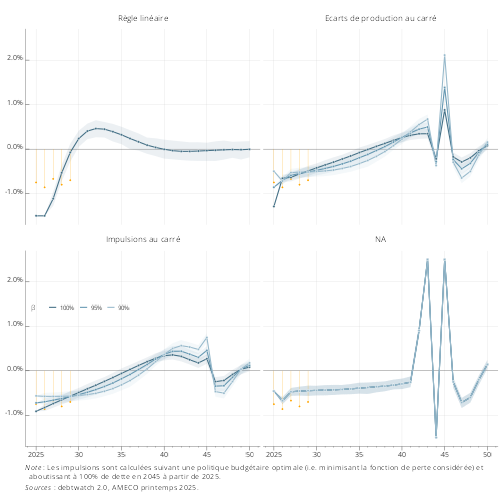 Règle linéaire
Ecarts de production au carré
2.0%
1.0%
0.0%
-1.0%
Impulsions au carré
NA
2.0%
1.0%
0.0%
-1.0%
β 100% 95% 90%
2025 30 35 40 45 50
2025 30 35 40 45 50
Note : Les impulsions sont calculées suivant une politique budgétaire optimale (i.e. minimisant la fonction de perte considérée) et
aboutissant à 100% de dette en 2045 à partir de 2025.
Sources : debtwatch 2.0, AMECO printemps 2025.